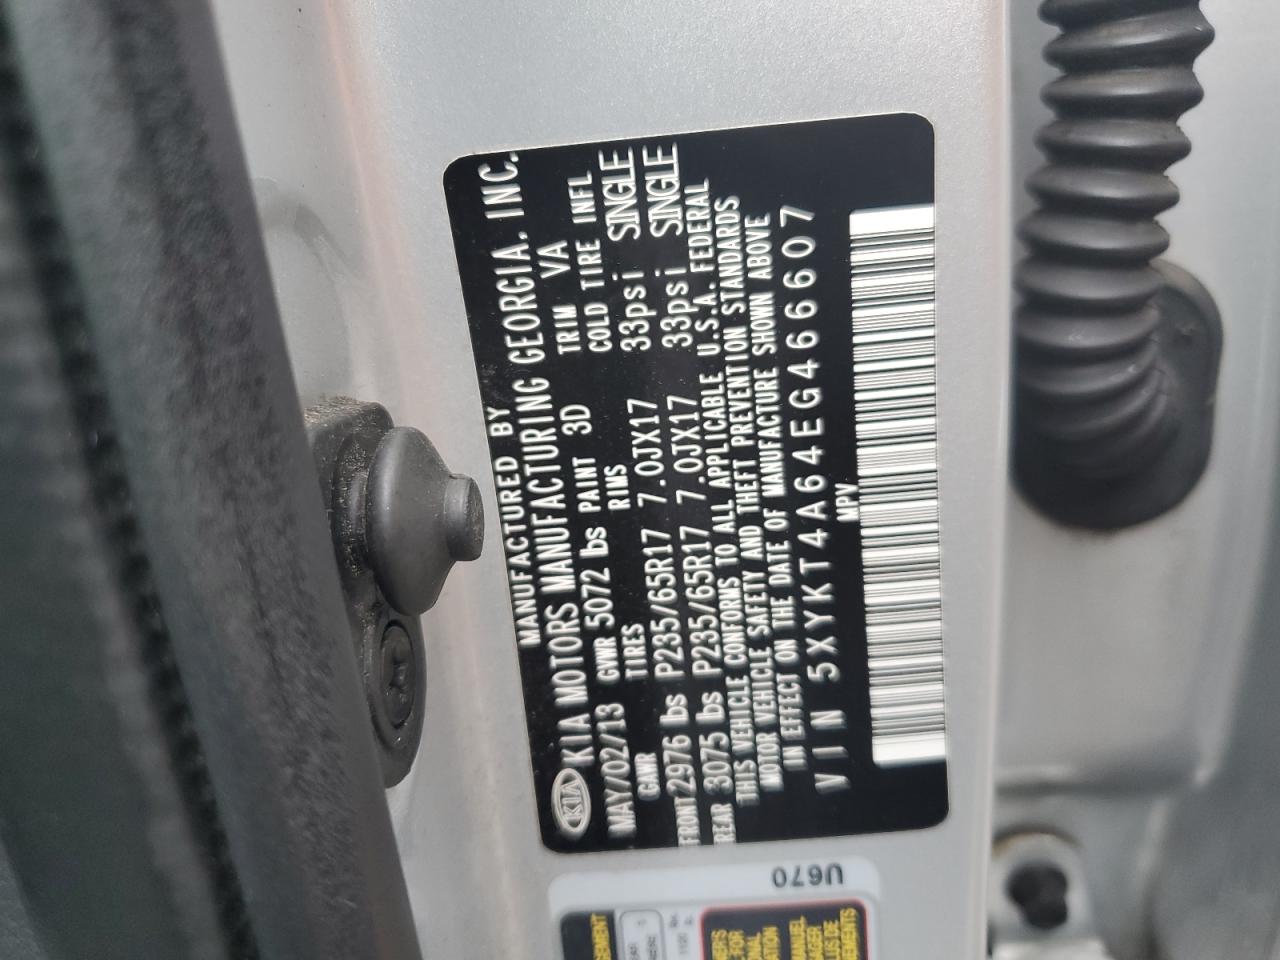 MANUFACTURED BY
KIA KIA MOTORS MANUFACTURING GEORGIA, INC.
MAY/02/13 GVWR 5072 lbs PAINT 3D TRIM VA
GAWR TIRES RIMS COLD TIRE INFL
FRONT 2976 lbs P235/65R17 7.0JX17 33psi SINGLE
REAR 3075 lbs P235/65R17 7.0JX17 33psi SINGLE
THIS VEHICLE CONFORMS TO ALL APPLICABLE U.S.A. FEDERAL
MOTOR VEHICLE SAFETY AND THEFT PREVENTION STANDARDS
IN EFFECT ON THE DATE OF MANUFACTURE SHOWN ABOVE
VIN 5XYKT4A64EG466607
MPV
U670